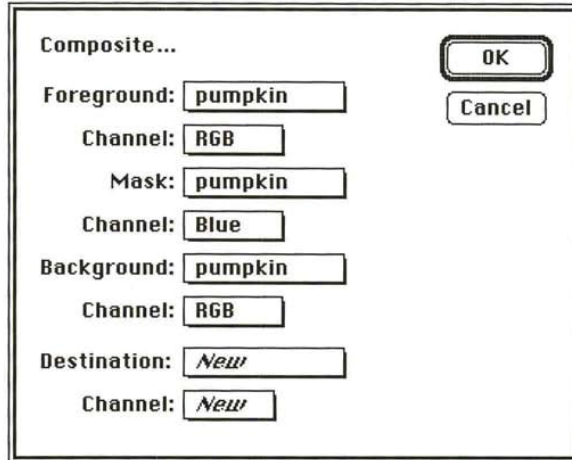 Composite...
OK
Foreground: pumpkin
Cancel
Channel: RGB
Mask: pumpkin
Channel: Blue
Background: pumpkin
Channel: RGB
Destination: New
Channel: New